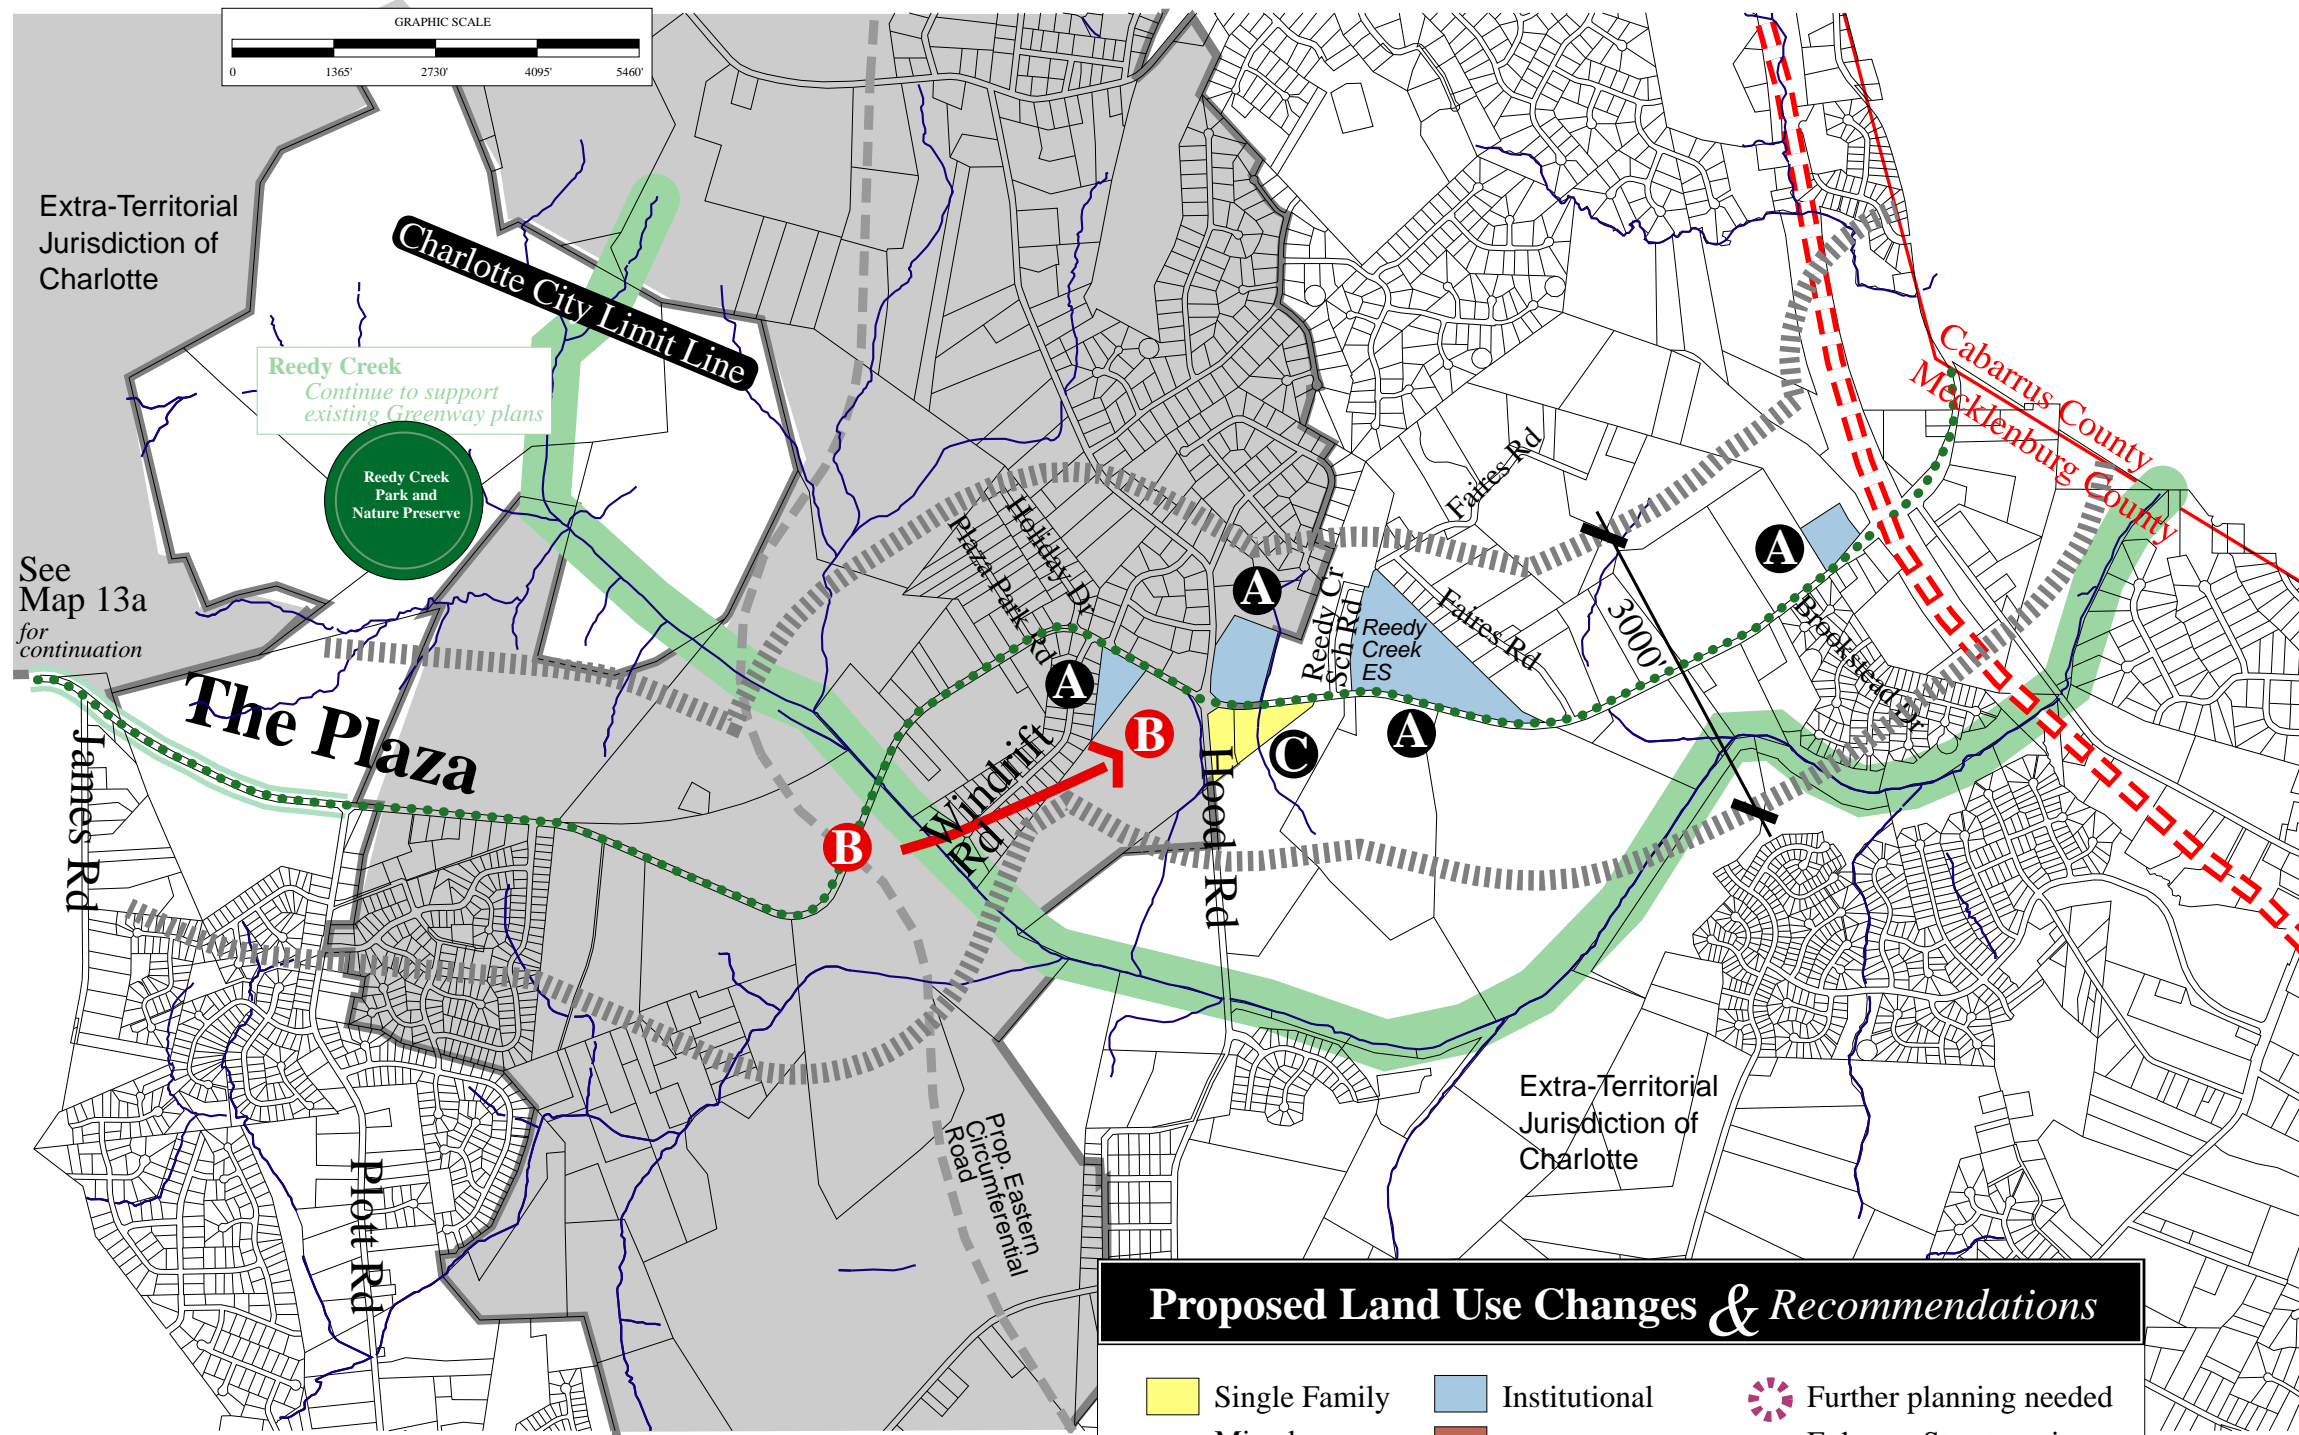 GRAPHIC SCALE
0 1365' 2730' 4095' 5460'
Extra-Territorial
Jurisdiction of
Charlotte
Charlotte City Limit Line
Reedy Creek
Continue to support
existing Greenway plans
Reedy Creek
Park and
Nature Preserve
See
Map 13a
for
continuation
The Plaza
James Rd
Plott Rd
Holiday Dr
Plaza Park Rd
Windrift
Rd
Hood Rd
Reedy Cr
Sch Rd
Reedy
Creek
ES
Faires Rd
Faires Rd
3000'
Brookstead Dr
Cabarrus County
Mecklenburg County
A
A
A
A
B
B
C
Prop. Eastern
Circumferential
Road
Extra-Territorial
Jurisdiction of
Charlotte
Proposed Land Use Changes & Recommendations
Single Family
Institutional
Further planning needed